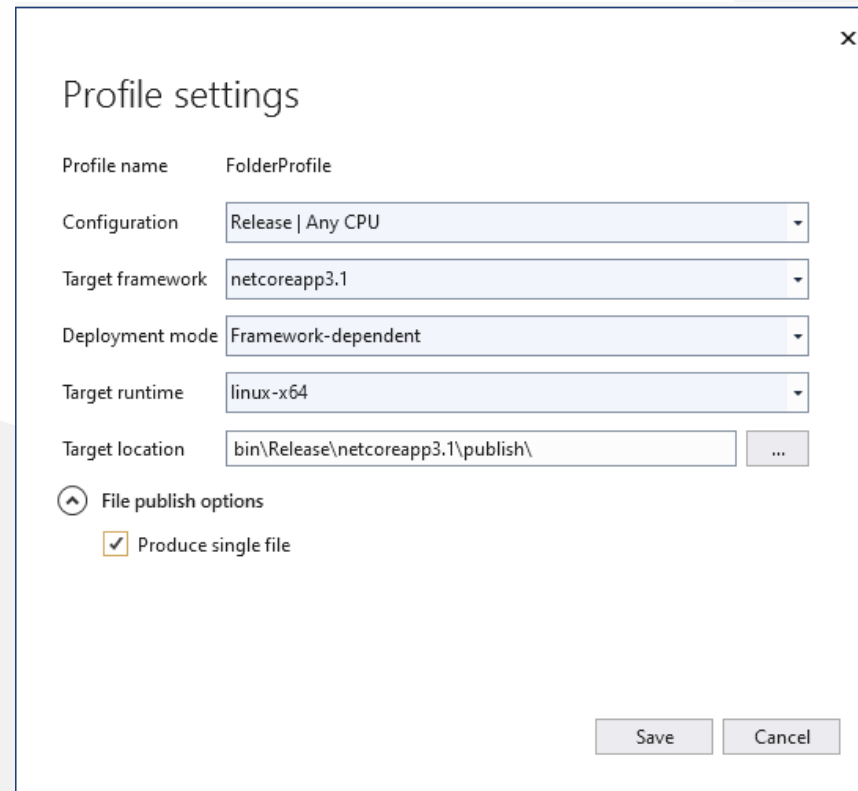 Profile settings
Profile name FolderProfile
Configuration Release | Any CPU
Target framework netcoreapp3.1
Deployment mode Framework-dependent
Target runtime linux-x64
Target location bin\Release\netcoreapp3.1\publish\ ...
File publish options
Produce single file
Save Cancel